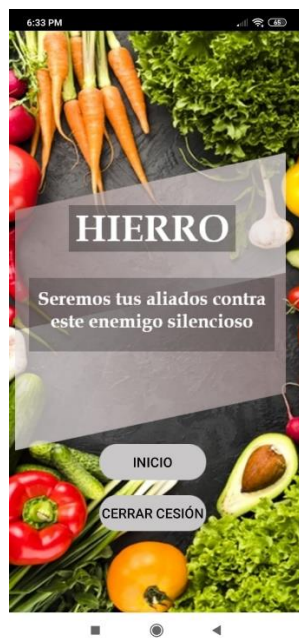 6:33 PM
65
HIERRO
Seremos tus aliados contra
este enemigo silencioso
INICIO
CERRAR CESIÓN